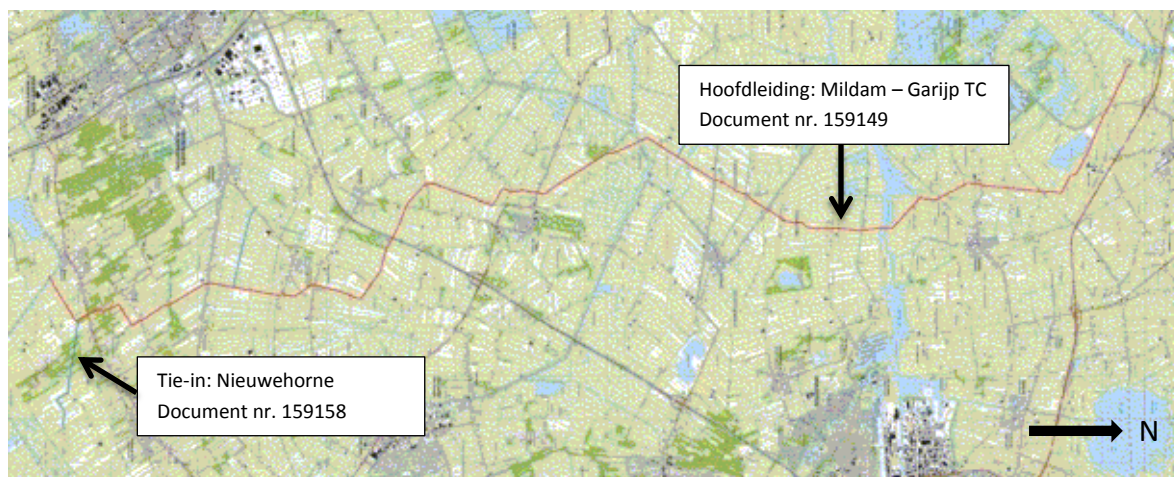 Hoofdleiding: Mildam – Garijp TC
Document nr. 159149
Tie-in: Nieuwehorne
Document nr. 159158
N